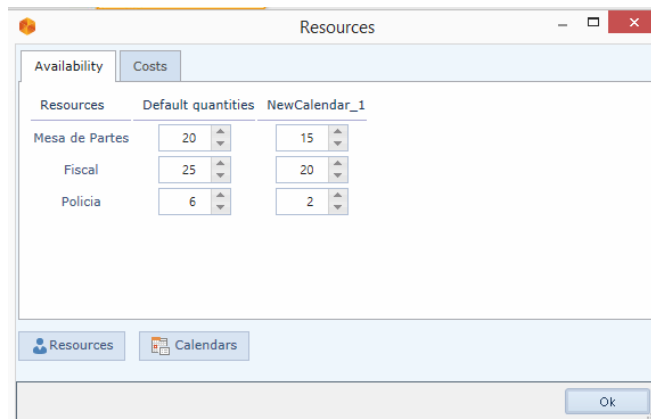 Resources
Availability Costs
Resources Default quantities NewCalendar_1
Mesa de Partes 20 15
Fiscal 25 20
Policia 6 2
Resources Calendars
Ok